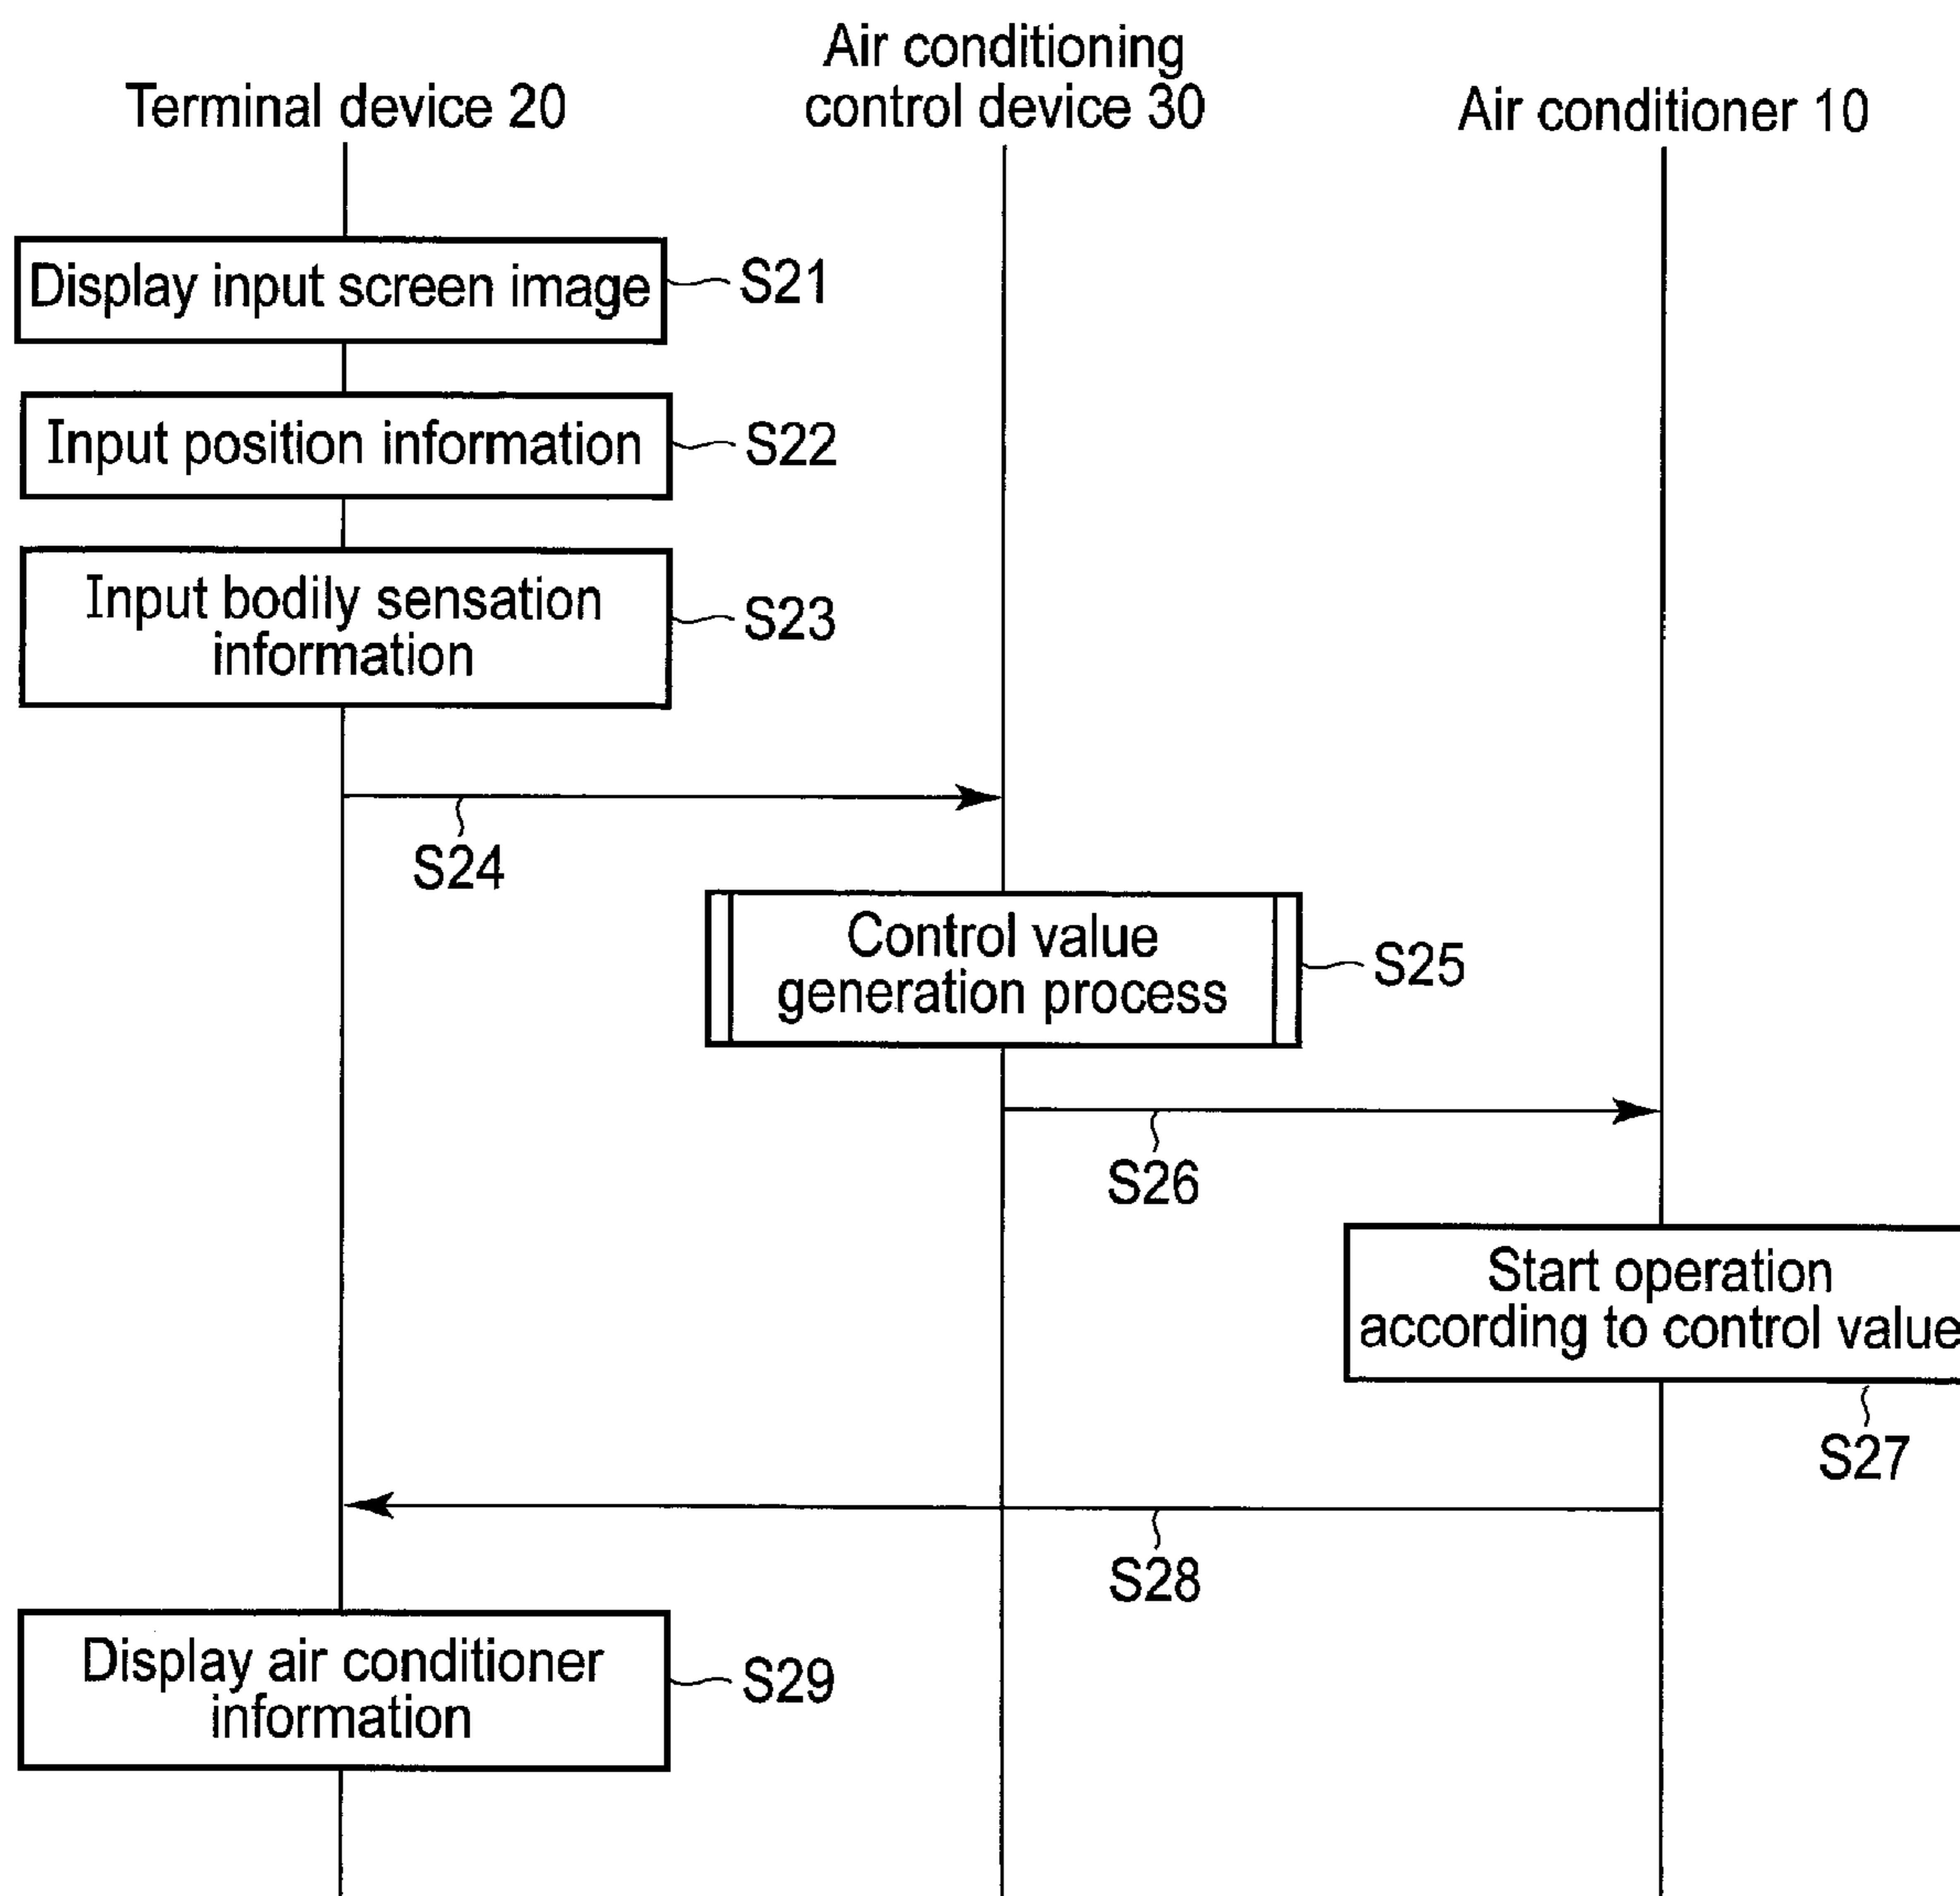 Terminal device 20
Air conditioning
control device 30
Air conditioner 10
Display input screen image
S21
Input position information
S22
Input bodily sensation
information
S23
S24
Control value
generation process
S25
S26
Start operation
according to control value
S27
S28
Display air conditioner
information
S29